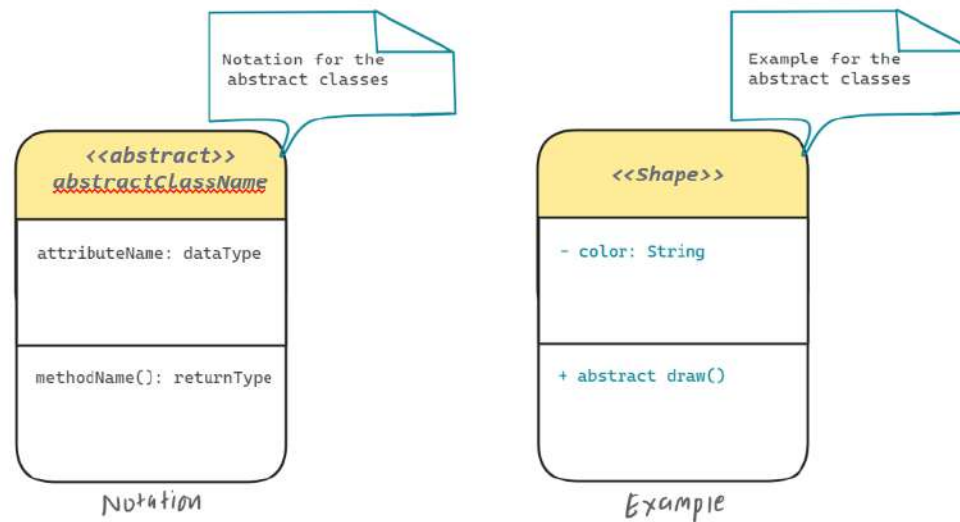 Notation for the
abstract classes
<<abstract>>
abstractClassName
attributeName: dataType
methodName(): returnType
Notation
Example for the
abstract classes
<<Shape>>
- color: String
+ abstract draw()
Example